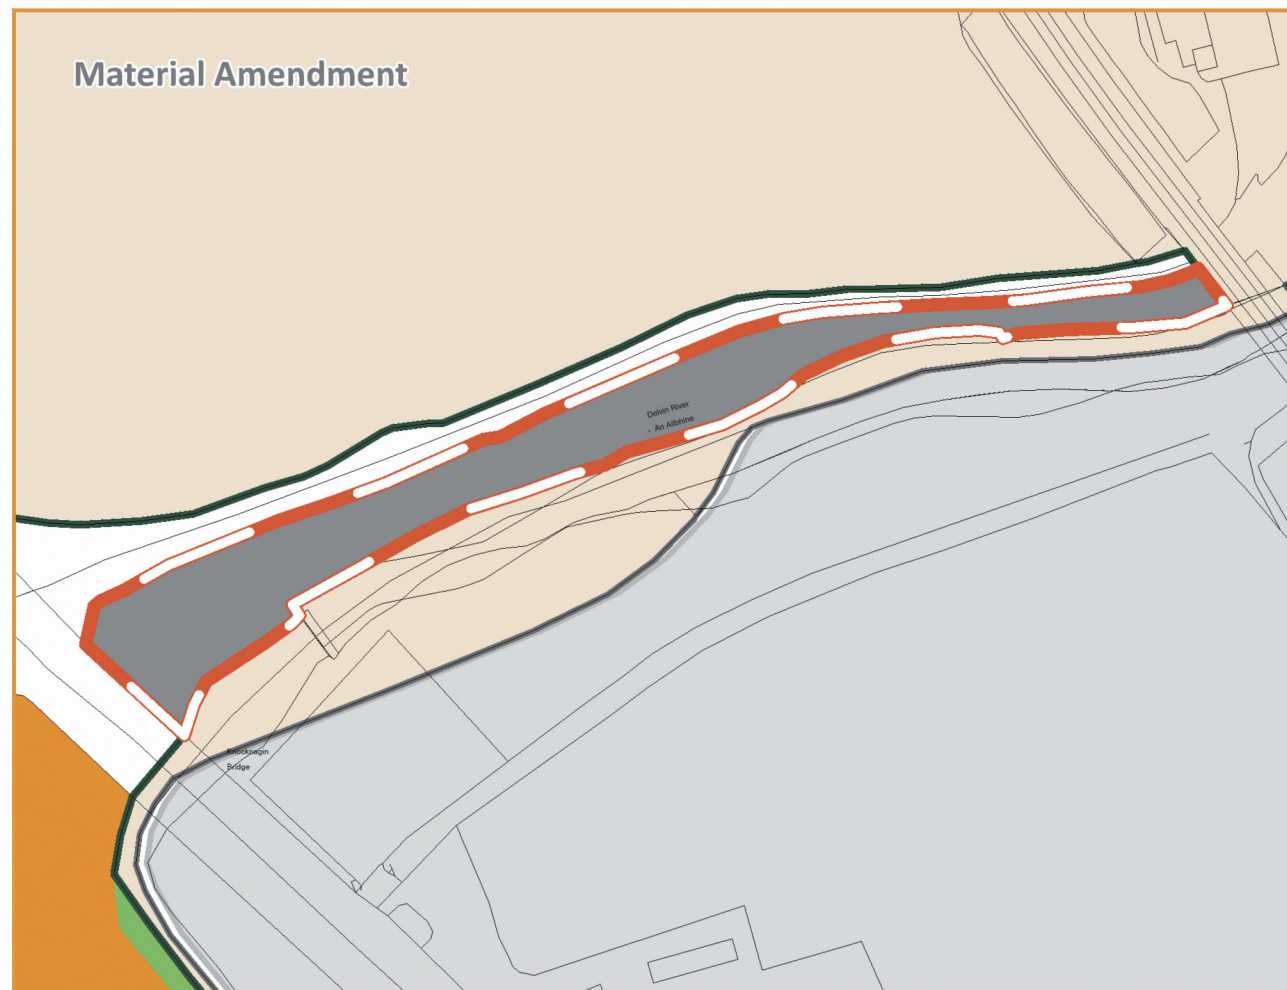 Material Amendment
Delvin River
- An Ailbhine
Knocknagin
Bridge